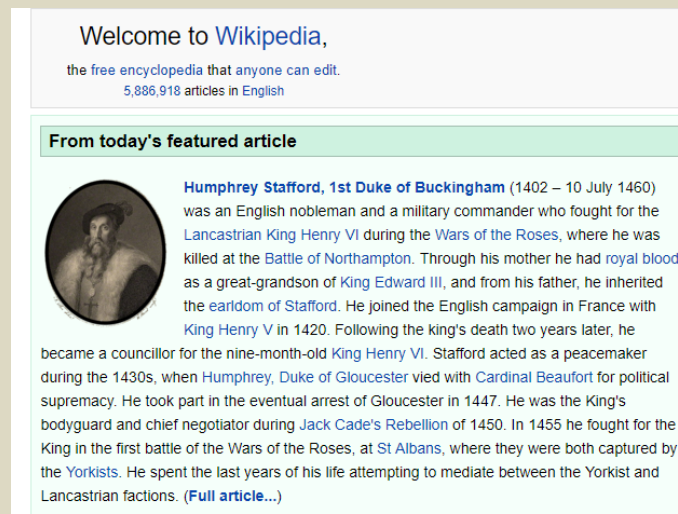 Welcome to Wikipedia,
the free encyclopedia that anyone can edit.
5,886,918 articles in English
From today's featured article
Humphrey Stafford, 1st Duke of Buckingham (1402 – 10 July 1460)
was an English nobleman and a military commander who fought for the
Lancastrian King Henry VI during the Wars of the Roses, where he was
killed at the Battle of Northampton. Through his mother he had royal blood
as a great-grandson of King Edward III, and from his father, he inherited
the earldom of Stafford. He joined the English campaign in France with
King Henry V in 1420. Following the king's death two years later, he
became a councillor for the nine-month-old King Henry VI. Stafford acted as a peacemaker
during the 1430s, when Humphrey, Duke of Gloucester vied with Cardinal Beaufort for political
supremacy. He took part in the eventual arrest of Gloucester in 1447. He was the King's
bodyguard and chief negotiator during Jack Cade's Rebellion of 1450. In 1455 he fought for the
King in the first battle of the Wars of the Roses, at St Albans, where they were both captured by
the Yorkists. He spent the last years of his life attempting to mediate between the Yorkist and
Lancastrian factions. (Full article...)